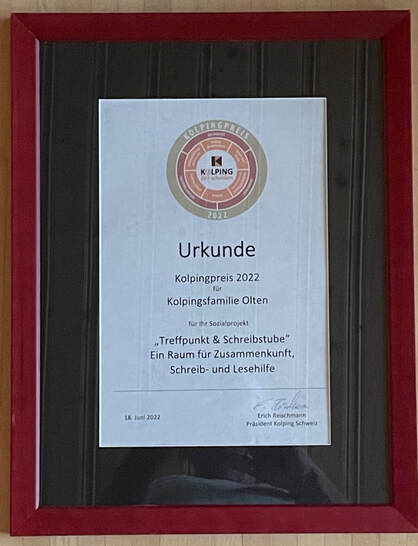 KOLPINGPREIS
KOLPING
2022
Urkunde
Kolpingpreis 2022
für
Kolpingsfamilie Olten
für ihr Sozialprojekt
„Treffpunkt & Schreibstube"
Ein Raum für Zusammenkunft,
Schreib- und Lesehilfe
18. Juni 2022
Erich Reischmann
Präsident Kolping Schweiz